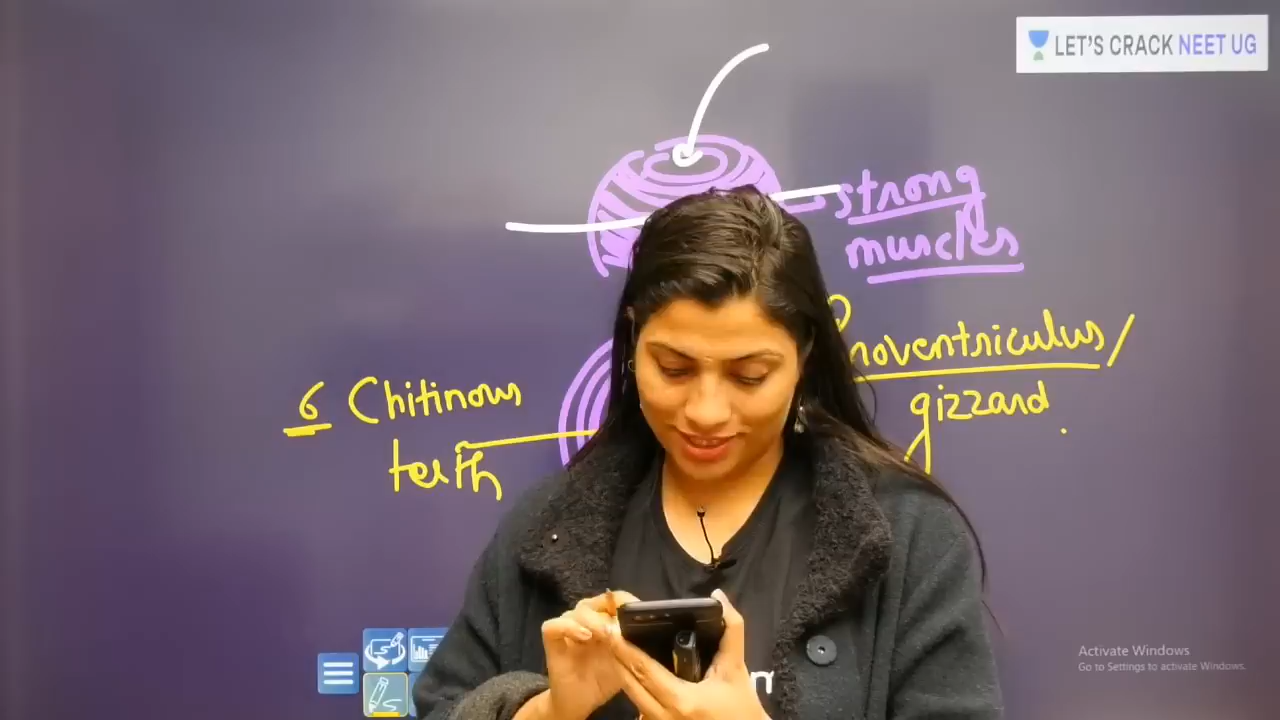 LET'S CRACK NEET UG
strong
muscles
noventriculus/
gizzard
6 Chitinous
teeth
Activate Windows
Go to Settings to activate Windows.